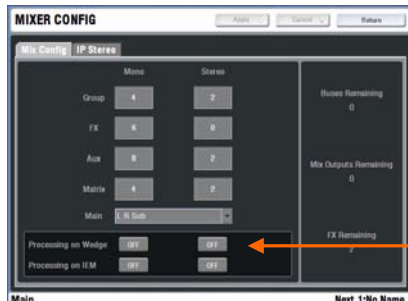 MIXER CONFIG Apply Cancel Return
Mix Config IP Stereo
Mono Stereo
Group 4 2
FX 6 0
Aux 8 2
Matrix 4 2
Main L R Sub
Processing on Wedge OFF OFF
Processing on IEM OFF OFF
Buses Remaining
0
Mix Outputs Remaining
0
FX Remaining
2
Main Next 1:No Name